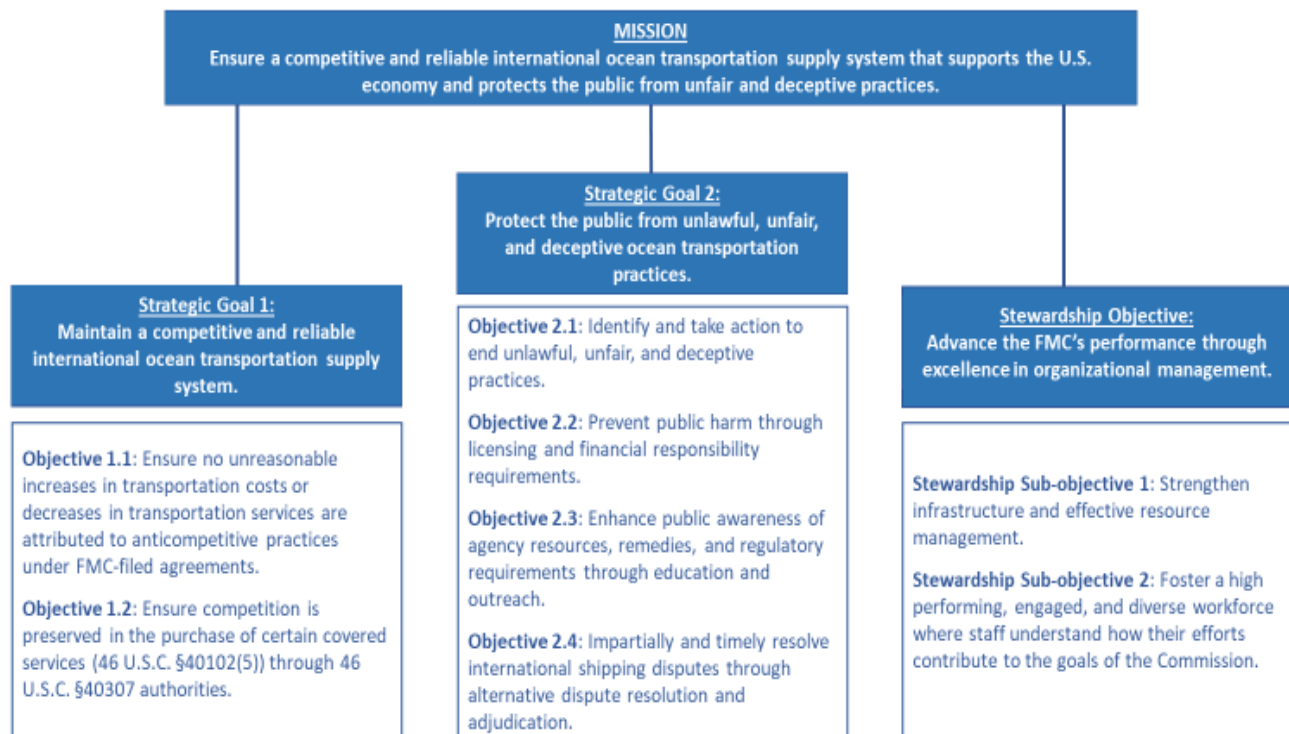 MISSION
Ensure a competitive and reliable international ocean transportation supply system that supports the U.S.
economy and protects the public from unfair and deceptive practices.
Strategic Goal 1:
Maintain a competitive and reliable
international ocean transportation supply
system.
Objective 1.1: Ensure no unreasonable
increases in transportation costs or
decreases in transportation services are
attributed to anticompetitive practices
under FMC-filed agreements.
Objective 1.2: Ensure competition is
preserved in the purchase of certain covered
services (46 U.S.C. §40102(5)) through 46
U.S.C. §40307 authorities.
Strategic Goal 2:
Protect the public from unlawful, unfair,
and deceptive ocean transportation
practices.
Objective 2.1: Identify and take action to
end unlawful, unfair, and deceptive
practices.
Objective 2.2: Prevent public harm through
licensing and financial responsibility
requirements.
Objective 2.3: Enhance public awareness of
agency resources, remedies, and regulatory
requirements through education and
outreach.
Objective 2.4: Impartially and timely resolve
international shipping disputes through
alternative dispute resolution and
adjudication.
Stewardship Objective:
Advance the FMC's performance through
excellence in organizational management.
Stewardship Sub-objective 1: Strengthen
infrastructure and effective resource
management.
Stewardship Sub-objective 2: Foster a high
performing, engaged, and diverse workforce
where staff understand how their efforts
contribute to the goals of the Commission.